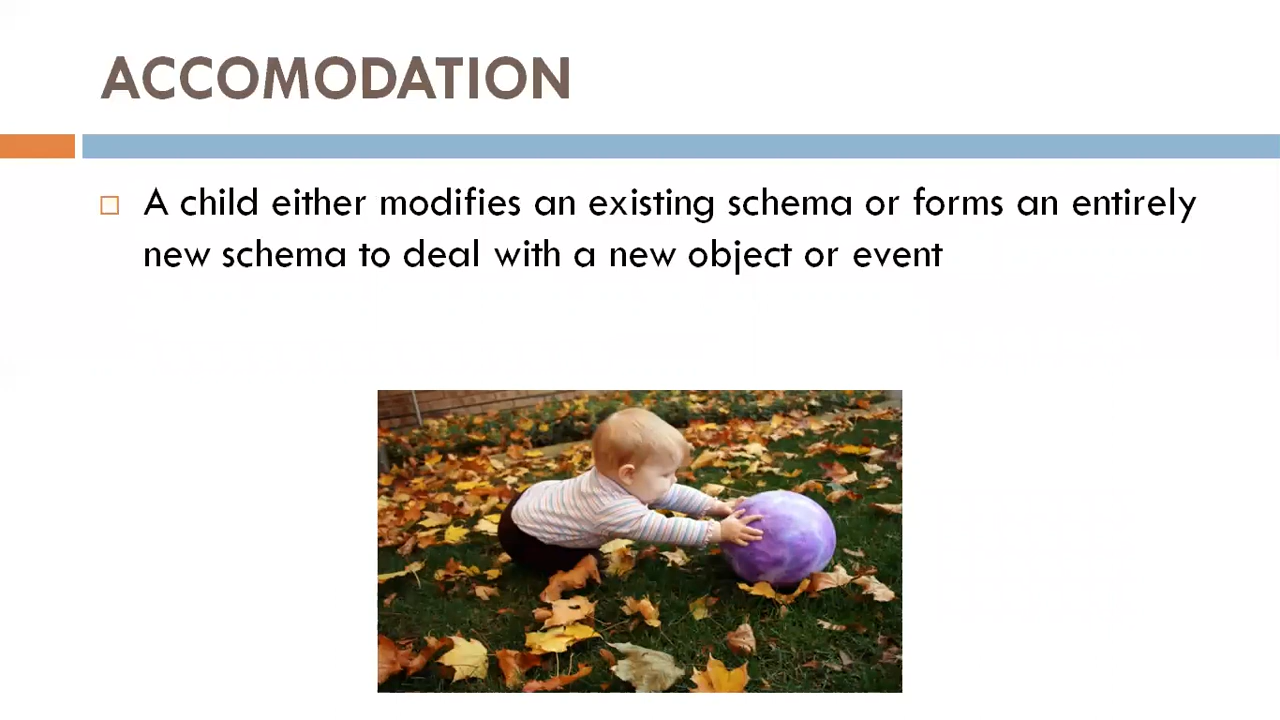 ACCOMODATION
A child either modifies an existing schema or forms an entirely
new schema to deal with a new object or event